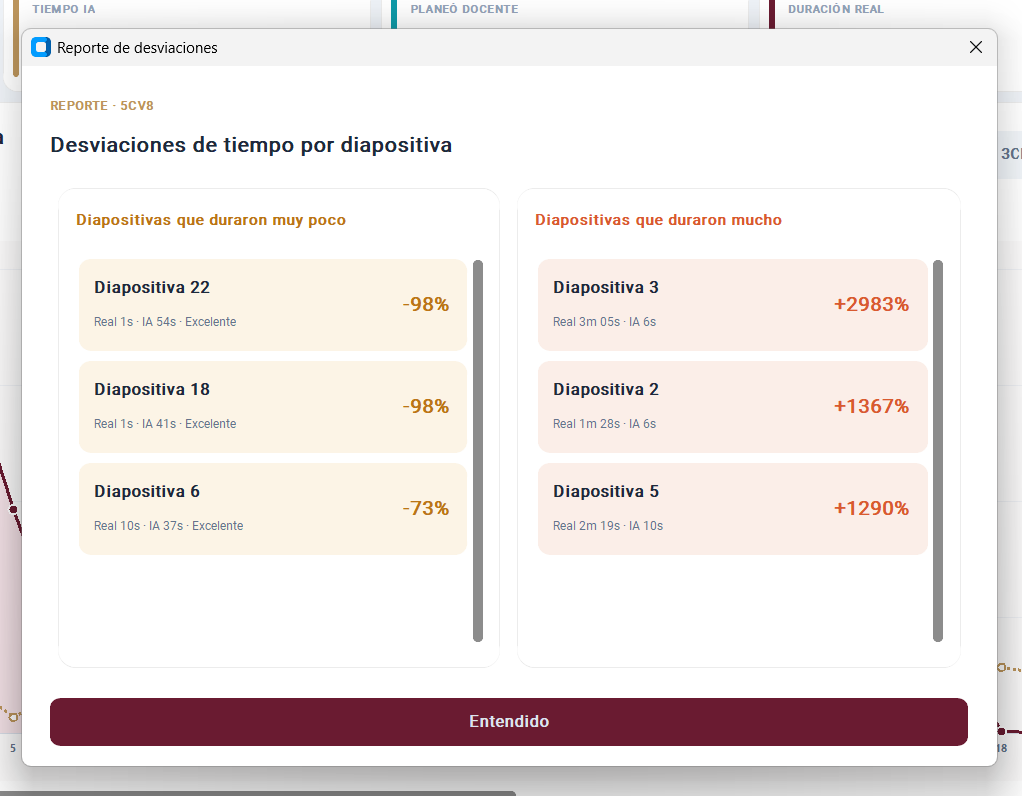 TIEMPO IA
PLANEÓ DOCENTE
DURACIÓN REAL
Reporte de desviaciones
REPORTE · 5CV8
Desviaciones de tiempo por diapositiva
Diapositivas que duraron muy poco
Diapositiva 22
Real 1s · IA 54s · Excelente
-98%
Diapositiva 18
Real 1s · IA 41s · Excelente
-98%
Diapositiva 6
Real 10s · IA 37s · Excelente
-73%
Diapositivas que duraron mucho
Diapositiva 3
Real 3m 05s · IA 6s
+2983%
Diapositiva 2
Real 1m 28s · IA 6s
+1367%
Diapositiva 5
Real 2m 19s · IA 10s
+1290%
Entendido
5
18